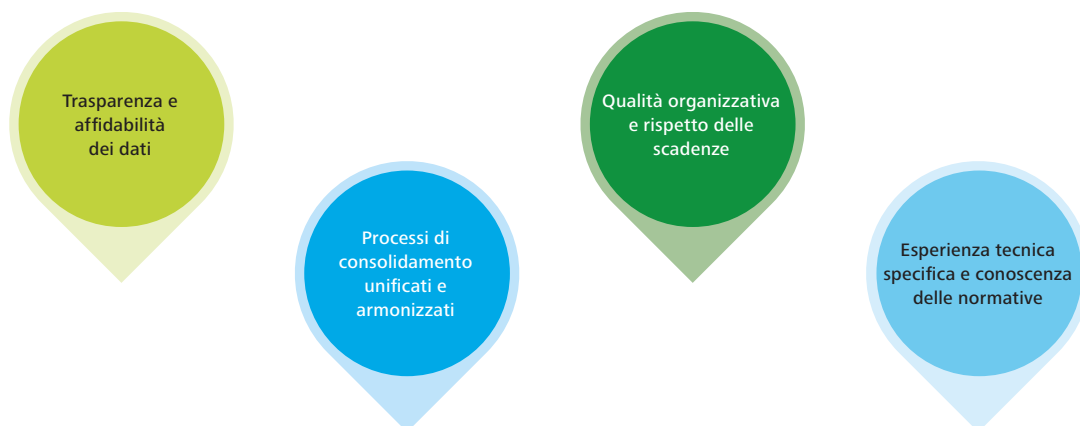 Trasparenza e
affidabilità
dei dati
Processi di
consolidamento
unificati e
armonizzati
Qualità organizzativa
e rispetto delle
scadenze
Esperienza tecnica
specifica e conoscenza
delle normative